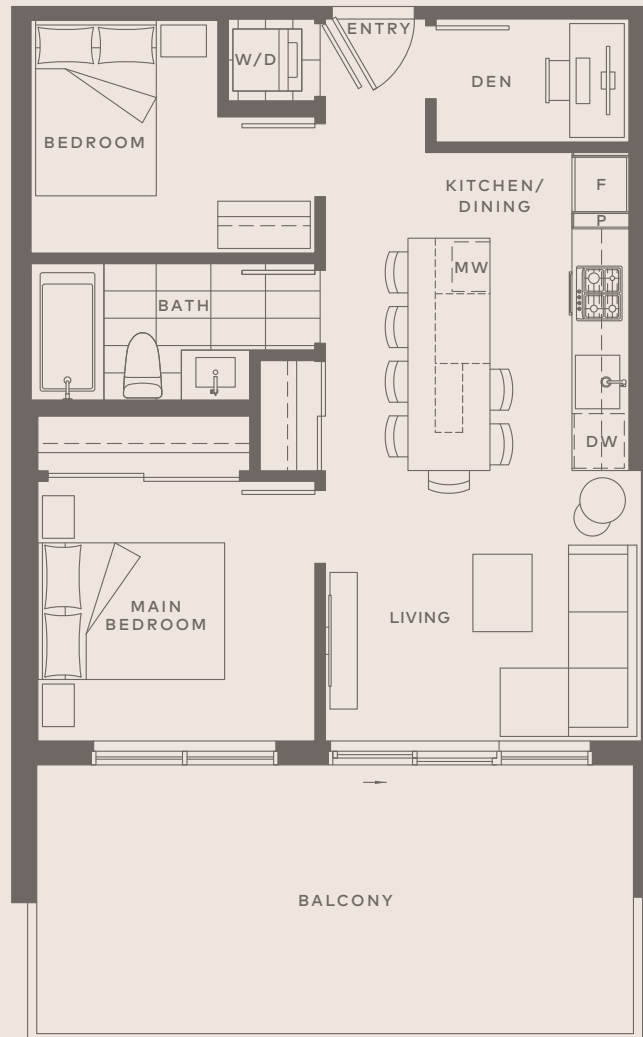 ENTRY
W/D
DEN
BEDROOM
KITCHEN/
DINING
F
P
MW
BATH
DW
MAIN
BEDROOM
LIVING
BALCONY